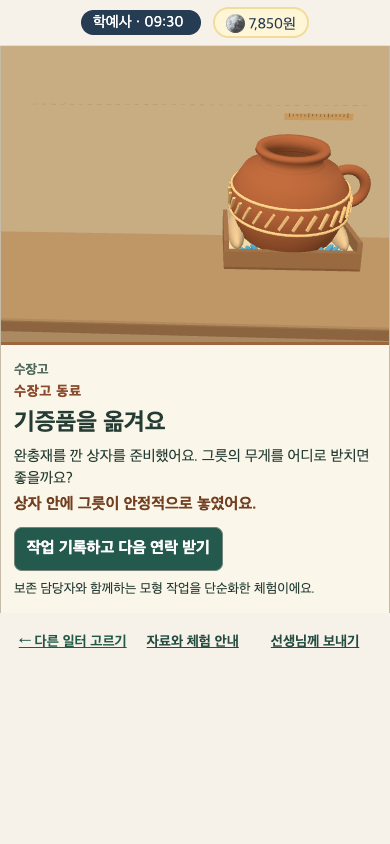 학예사 · 09:30
7,850원
수장고
수장고 동료
기증품을 옮겨요
완충재를 깐 상자를 준비했어요. 그릇의 무게를 어디로 받치면
좋을까요?
상자 안에 그릇이 안정적으로 놓였어요.
작업 기록하고 다음 연락 받기
보존 담당자와 함께하는 모형 작업을 단순화한 체험이에요.
← 다른 일터 고르기 자료와 체험 안내 선생님께 보내기